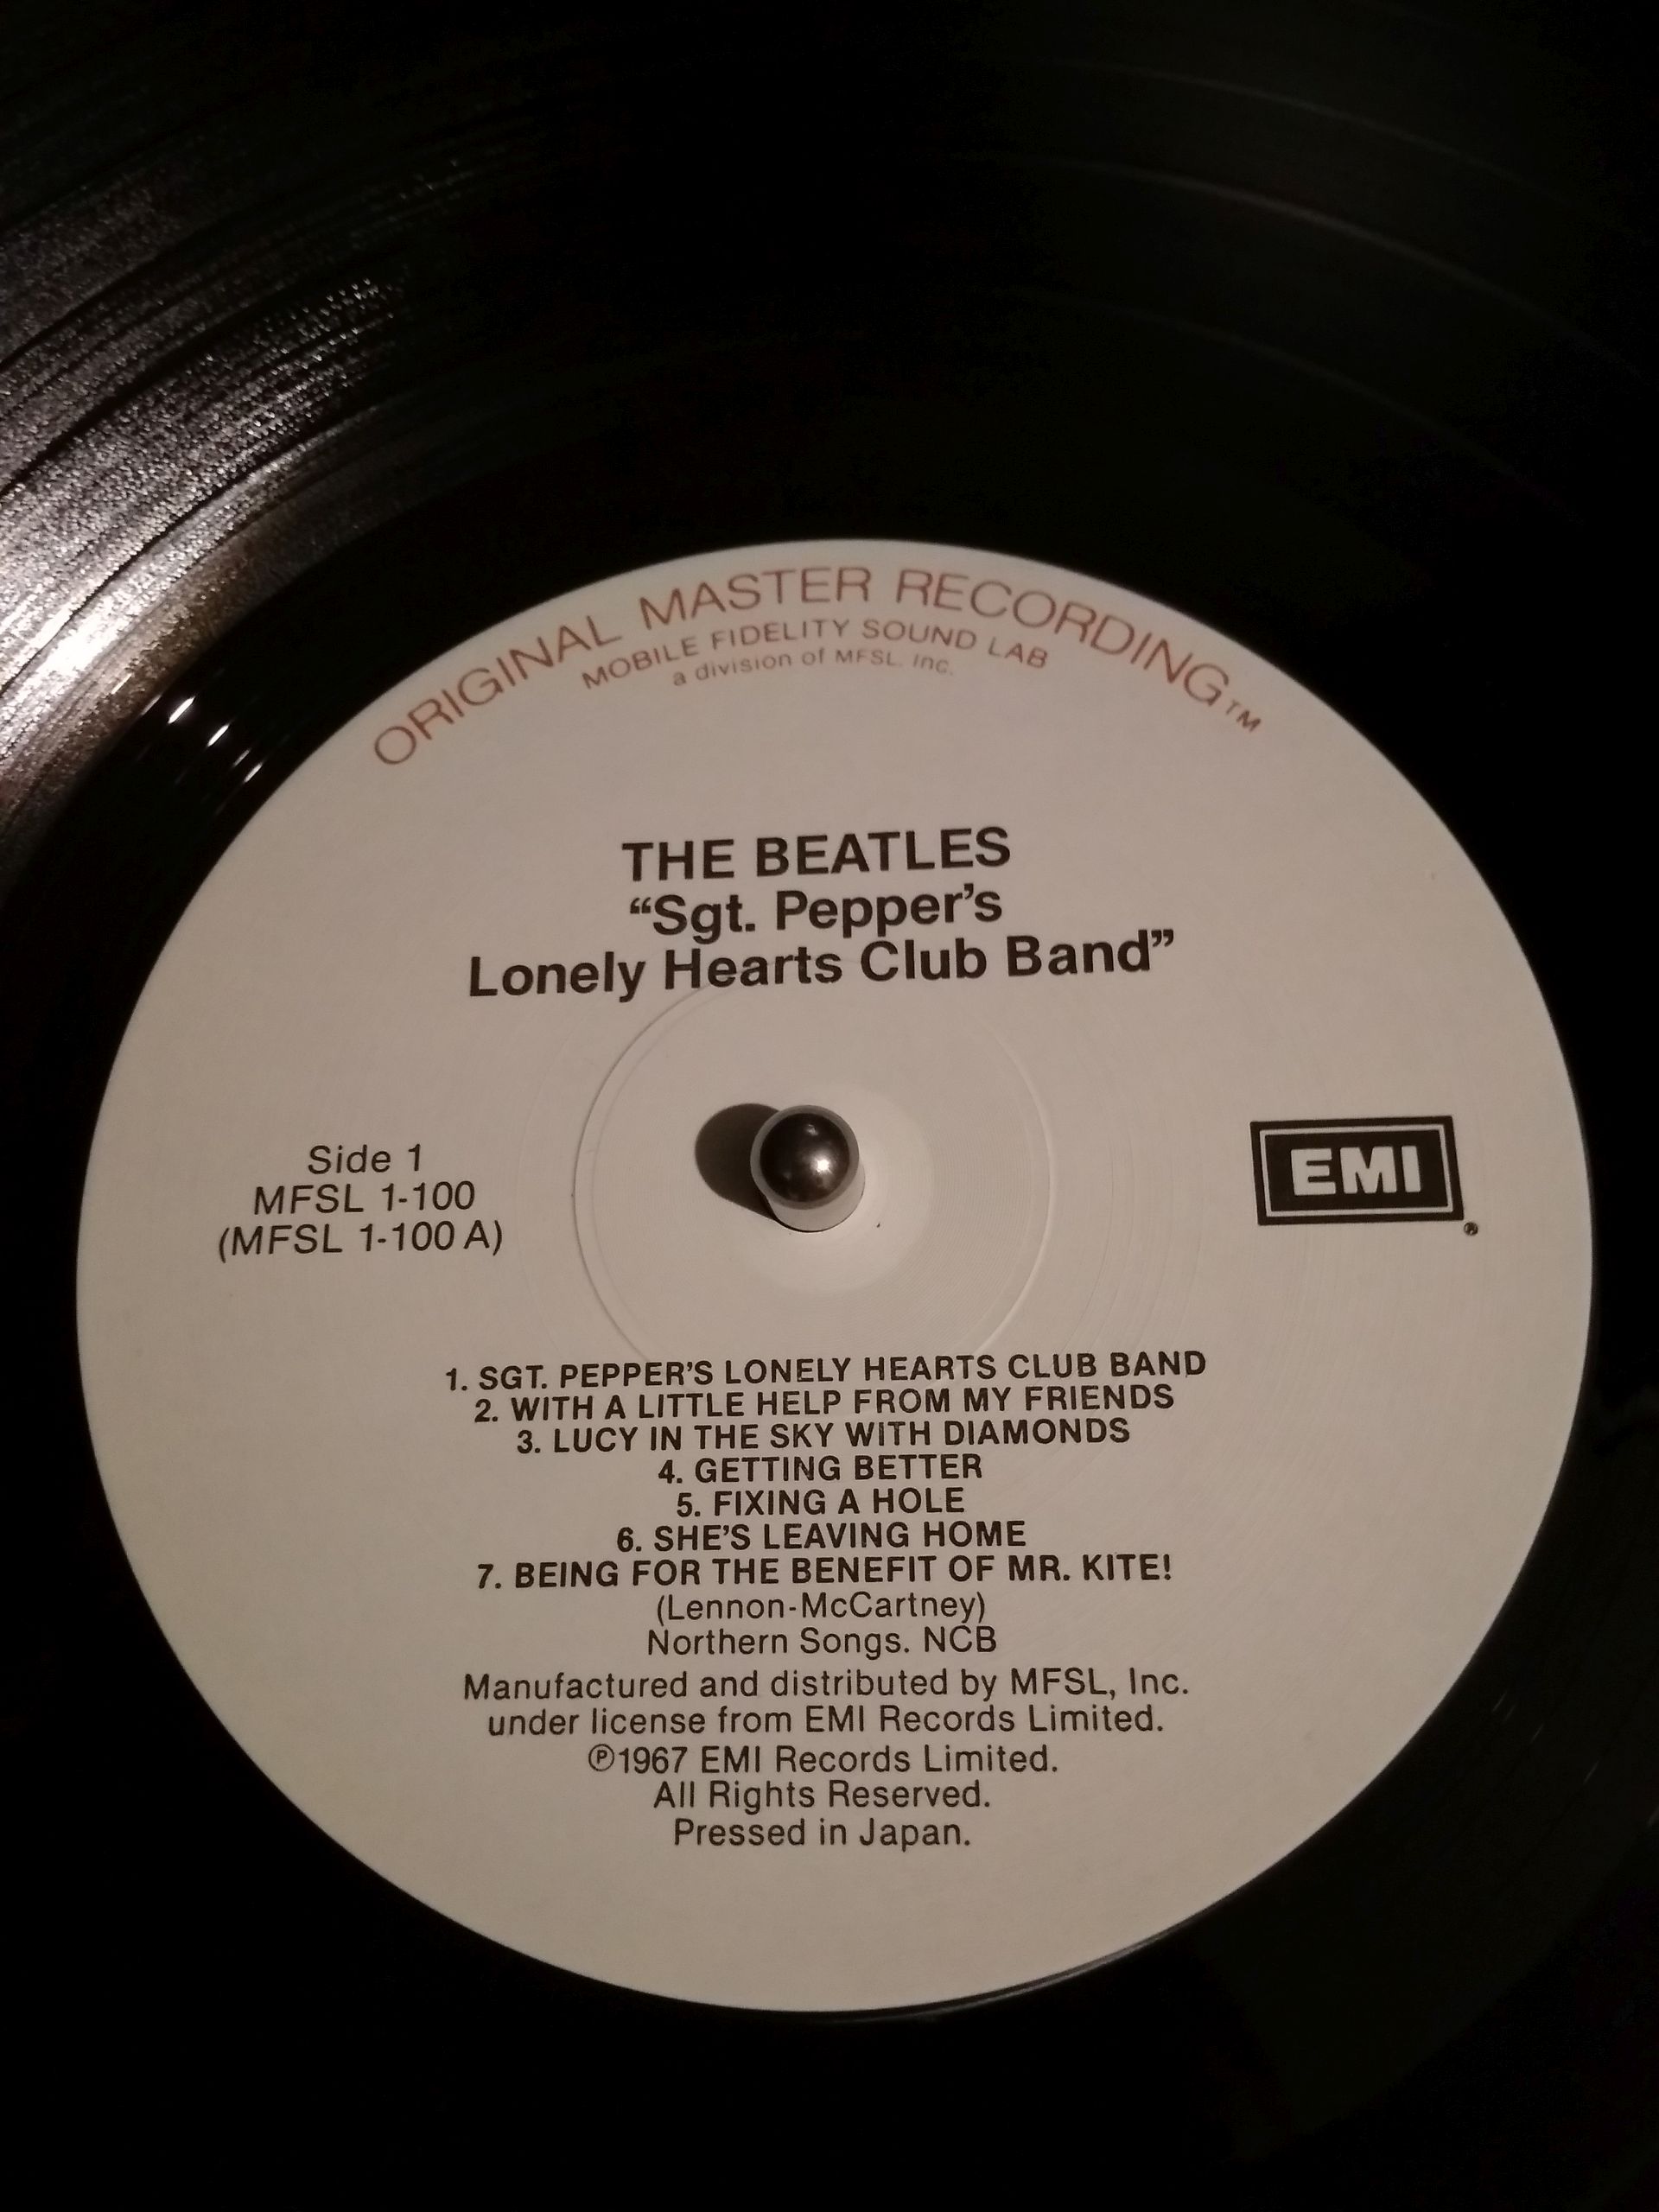 ORIGINAL MASTER RECORDING™
MOBILE FIDELITY SOUND LAB
a division of MFSL, Inc.
THE BEATLES
“Sgt. Pepper’s
Lonely Hearts Club Band”
Side 1
MFSL 1-100
(MFSL 1-100 A)
EMI®
1. SGT. PEPPER’S LONELY HEARTS CLUB BAND
2. WITH A LITTLE HELP FROM MY FRIENDS
3. LUCY IN THE SKY WITH DIAMONDS
4. GETTING BETTER
5. FIXING A HOLE
6. SHE’S LEAVING HOME
7. BEING FOR THE BENEFIT OF MR. KITE!
(Lennon-McCartney)
Northern Songs. NCB
Manufactured and distributed by MFSL, Inc.
under license from EMI Records Limited.
℗1967 EMI Records Limited.
All Rights Reserved.
Pressed in Japan.